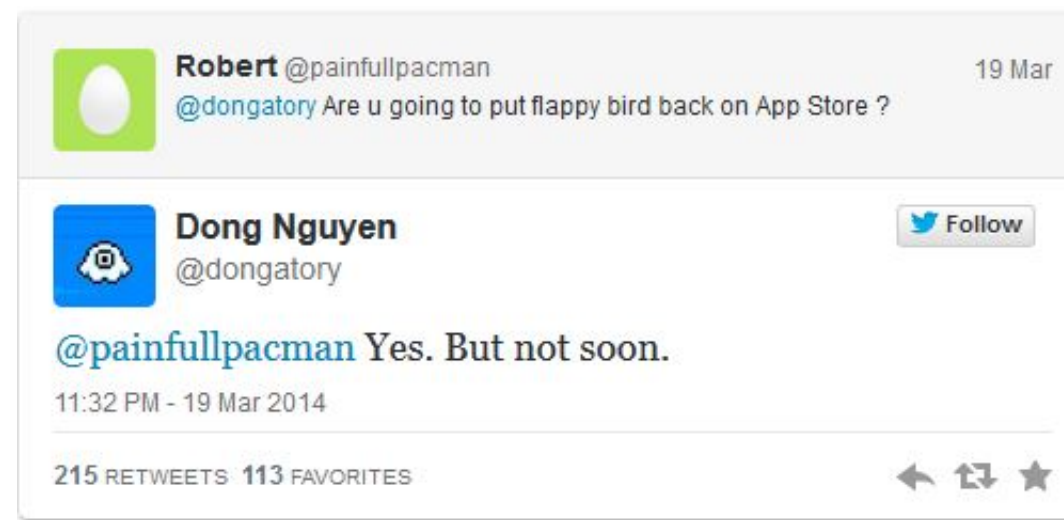 Robert @painfullpacman 19 Mar
@dongatory Are u going to put flappy bird back on App Store ?
Dong Nguyen Follow
@dongatory
@painfullpacman Yes. But not soon.
11:32 PM - 19 Mar 2014
215 RETWEETS 113 FAVORITES